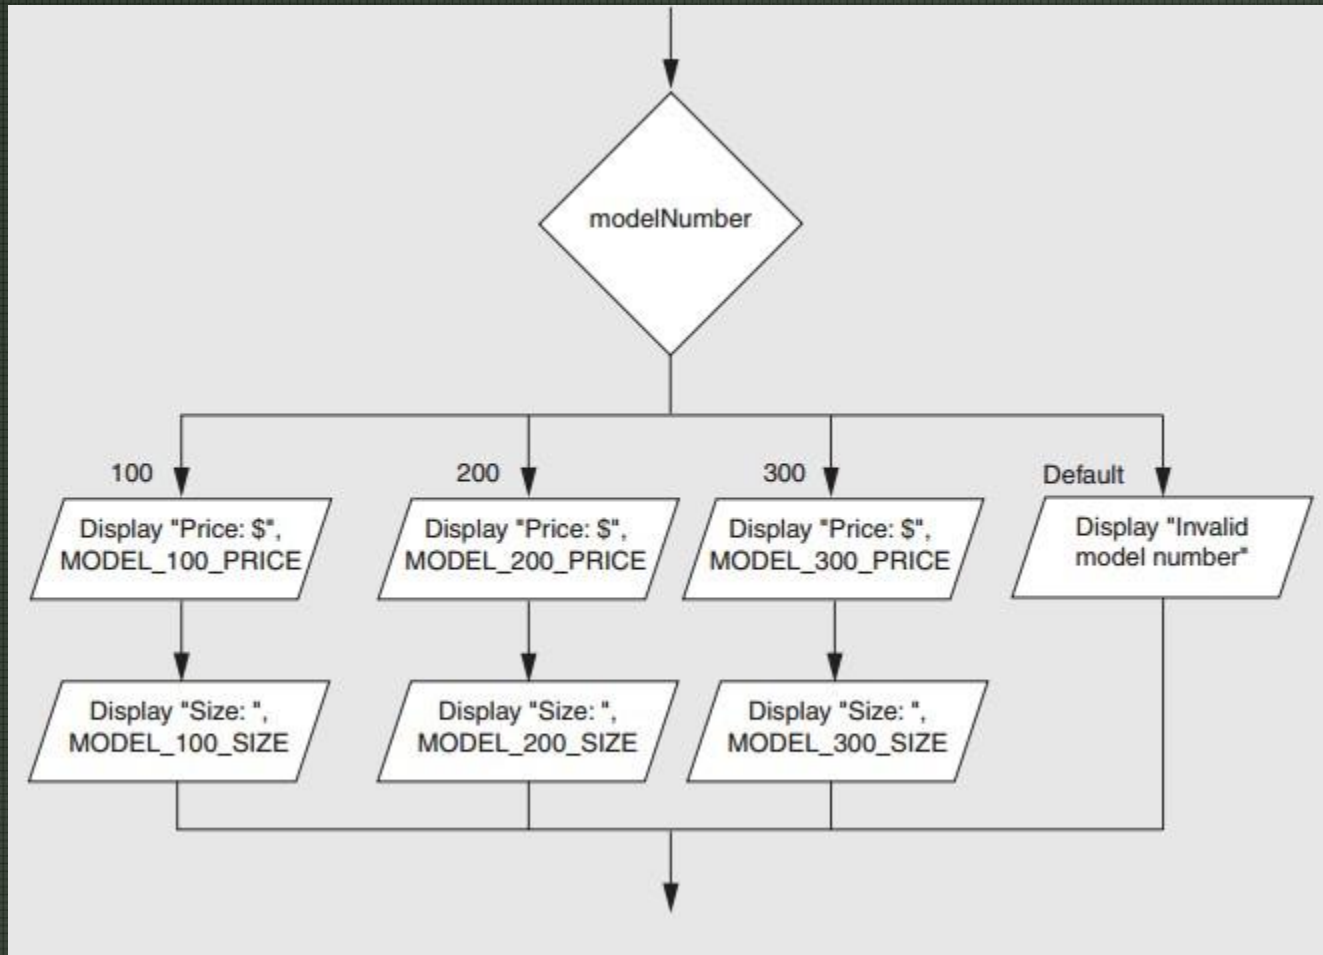 modelNumber
100
Display "Price: $",
MODEL_100_PRICE
Display "Size: ",
MODEL_100_SIZE
200
Display "Price: $",
MODEL_200_PRICE
Display "Size: ",
MODEL_200_SIZE
300
Display "Price: $",
MODEL_300_PRICE
Display "Size: ",
MODEL_300_SIZE
Default
Display "Invalid
model number"